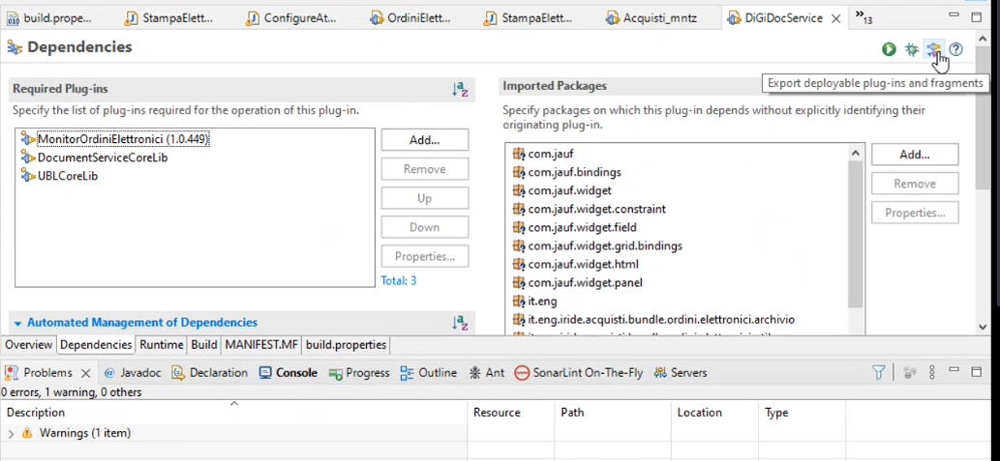 build.prope...
StampaElett...
ConfigureAt...
OrdiniElett...
StampaElett...
Acquisti_mntz
DiGiDocService
»13
Dependencies
Export deployable plug-ins and fragments
Required Plug-ins
Specify the list of plug-ins required for the operation of this plug-in.
MonitorOrdiniElettronici (1.0.449)
DocumentServiceCoreLib
UBLCoreLib
Add...
Remove
Up
Down
Properties...
Total: 3
Automated Management of Dependencies
Imported Packages
Specify packages on which this plug-in depends without explicitly identifying their
originating plug-in.
com.jauf
com.jauf.bindings
com.jauf.widget
com.jauf.widget.constraint
com.jauf.widget.field
com.jauf.widget.grid.bindings
com.jauf.widget.html
com.jauf.widget.panel
it.eng
it.eng.iride.acquisti.bundle.ordini.elettronici.archivio
Add...
Remove
Properties...
Overview
Dependencies
Runtime
Build
MANIFEST.MF
build.properties
Problems
Javadoc
Declaration
Console
Progress
Outline
Ant
SonarLint On-The-Fly
Servers
0 errors, 1 warning, 0 others
Description
Resource
Path
Location
Type
Warnings (1 item)